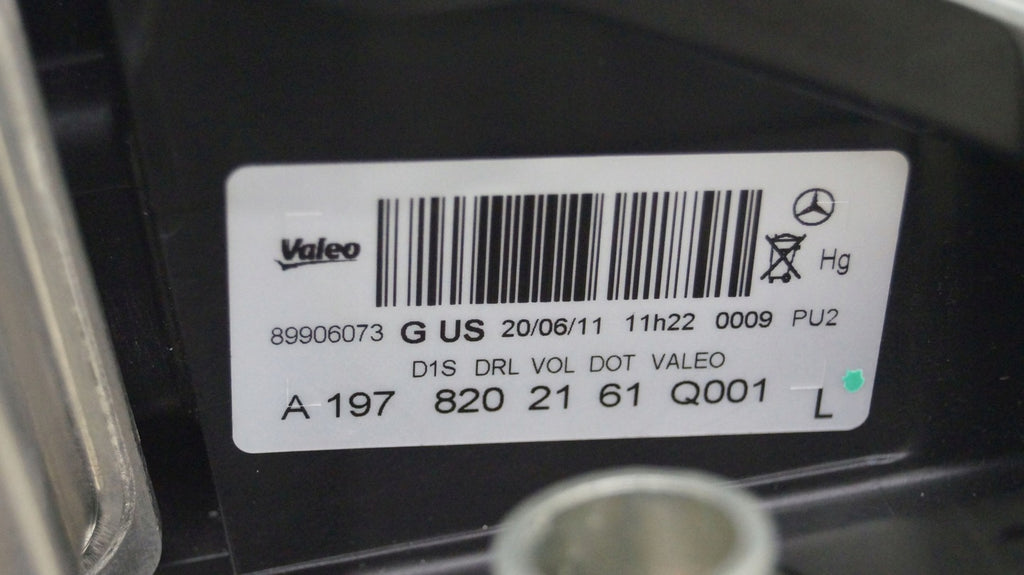 Valeo
Hg
89906073 G US 20/06/11 11h22 0009 PU2
D1S DRL VOL DOT VALEO
A 197 820 21 61 Q001 L